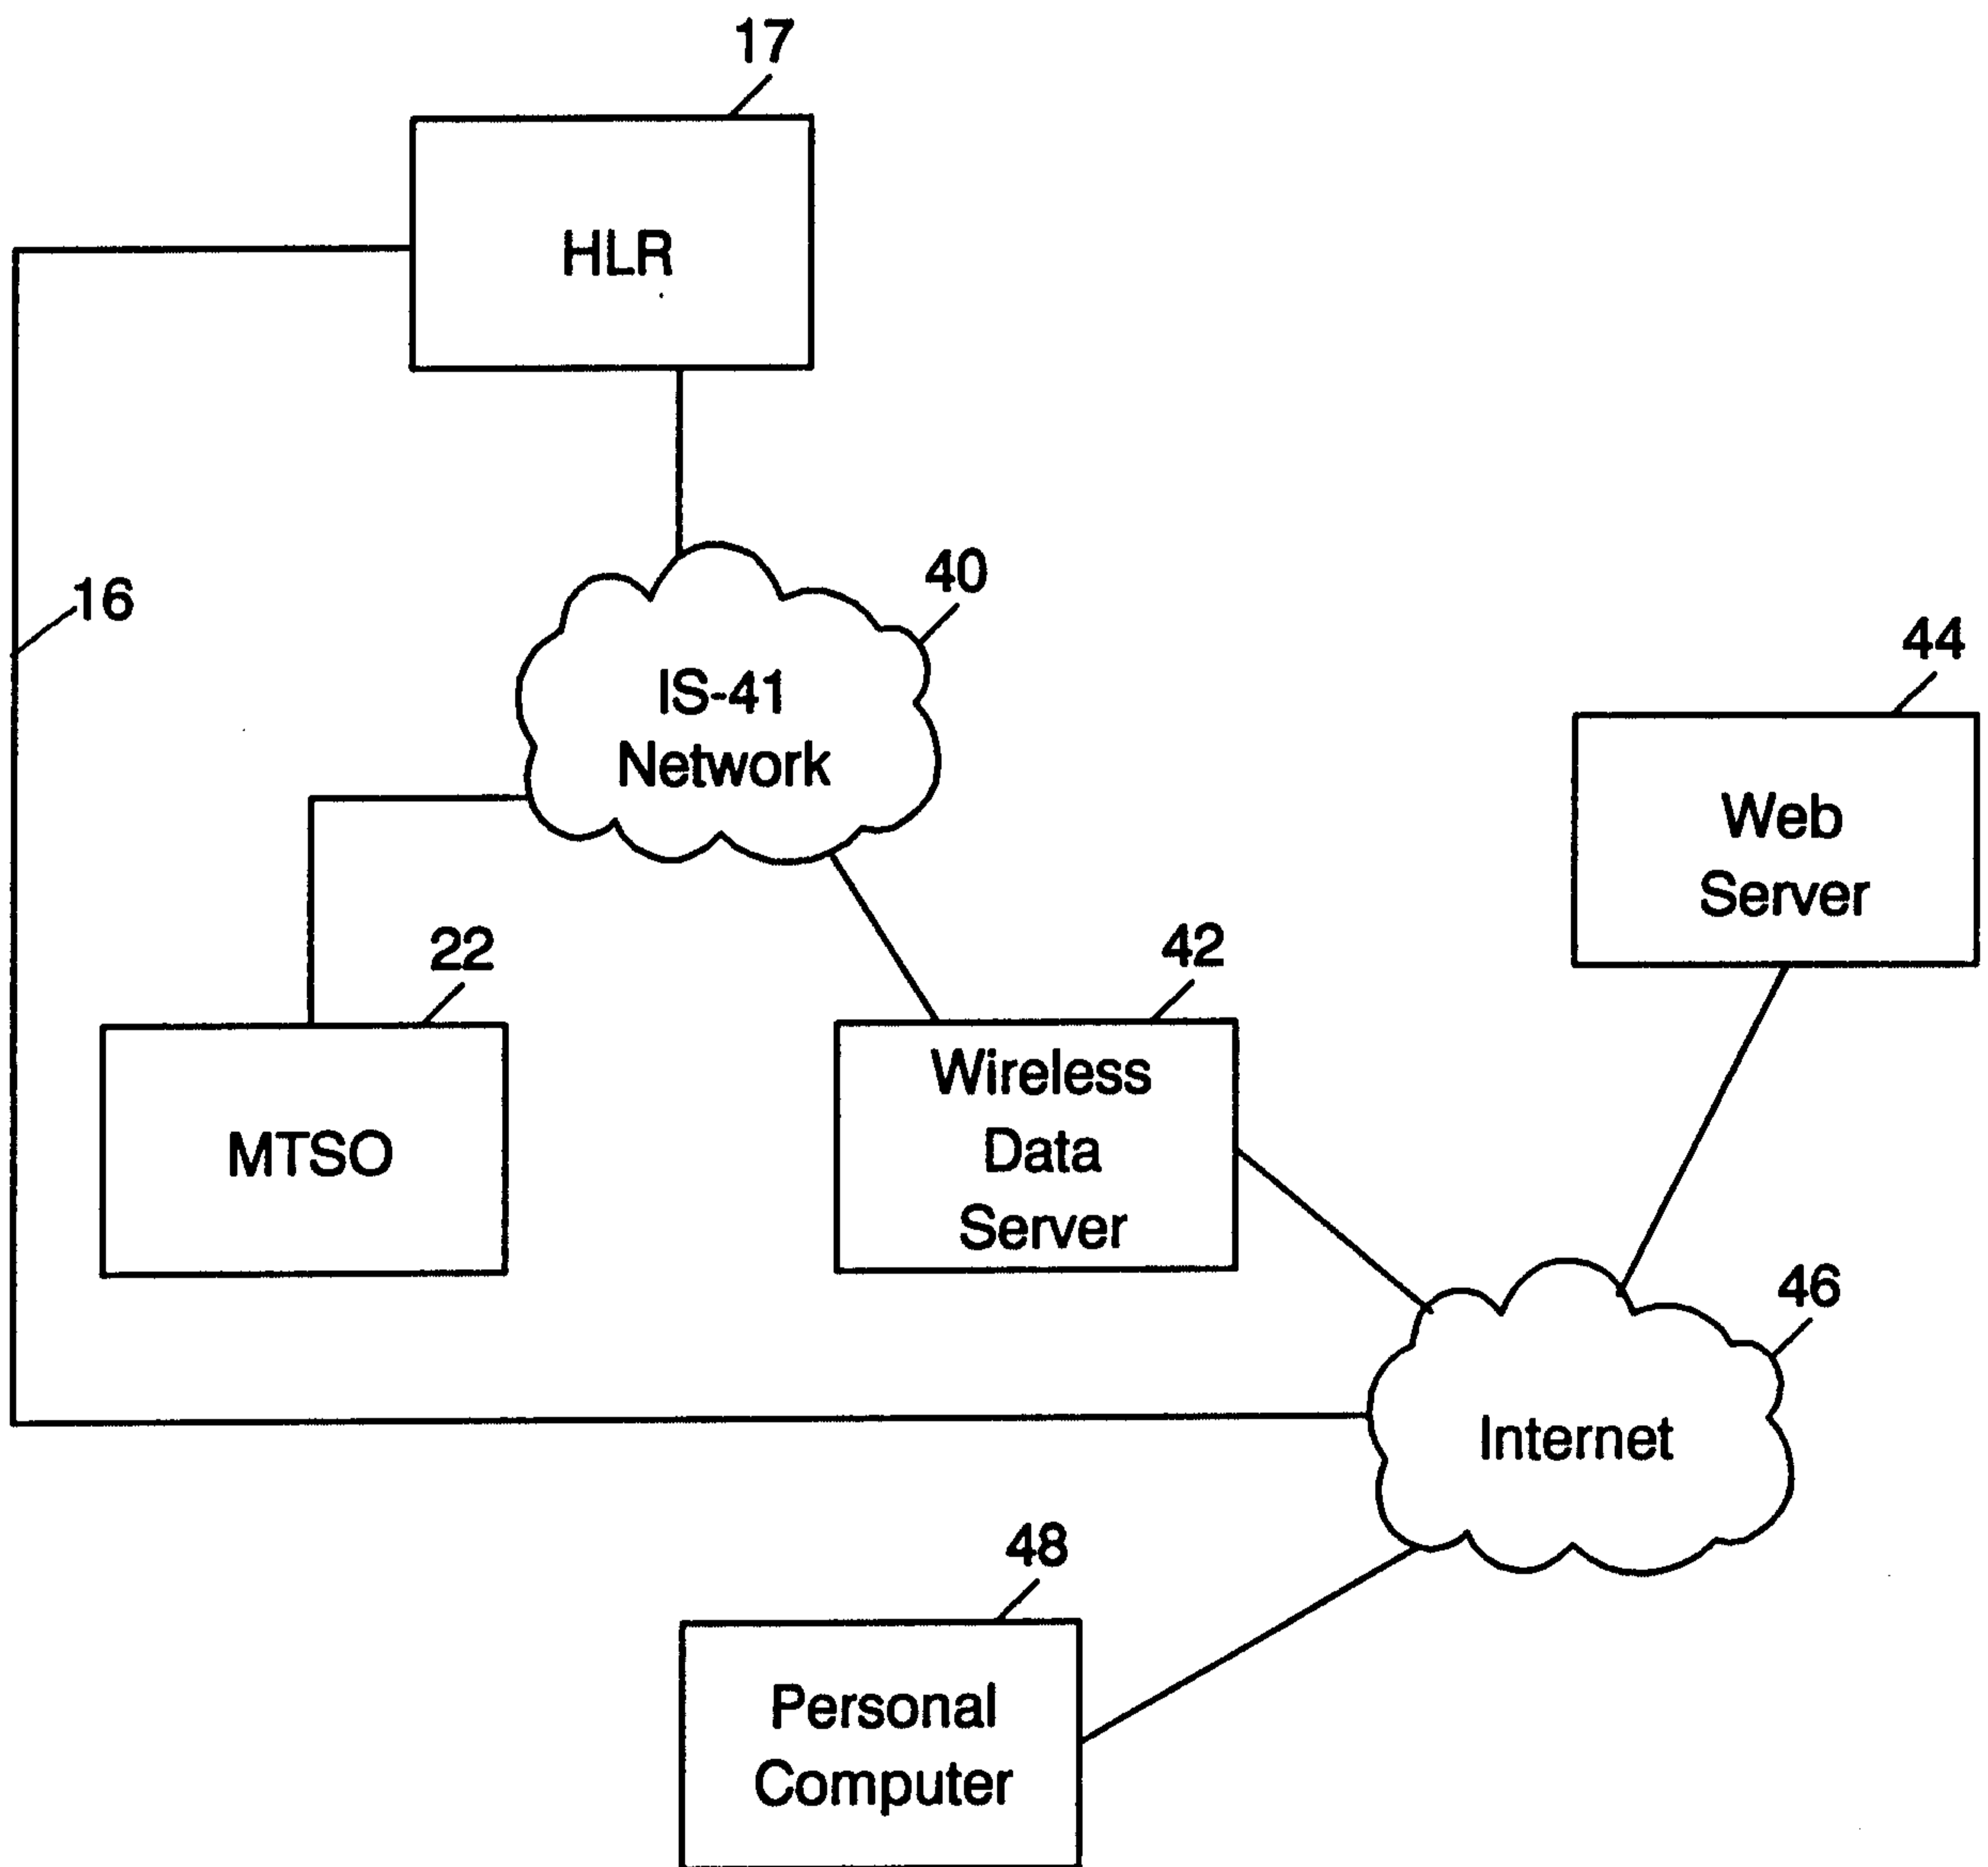 17
HLR
16
40
IS-41
Network
44
Web
Server
22
MTSO
42
Wireless
Data
Server
46
Internet
48
Personal
Computer